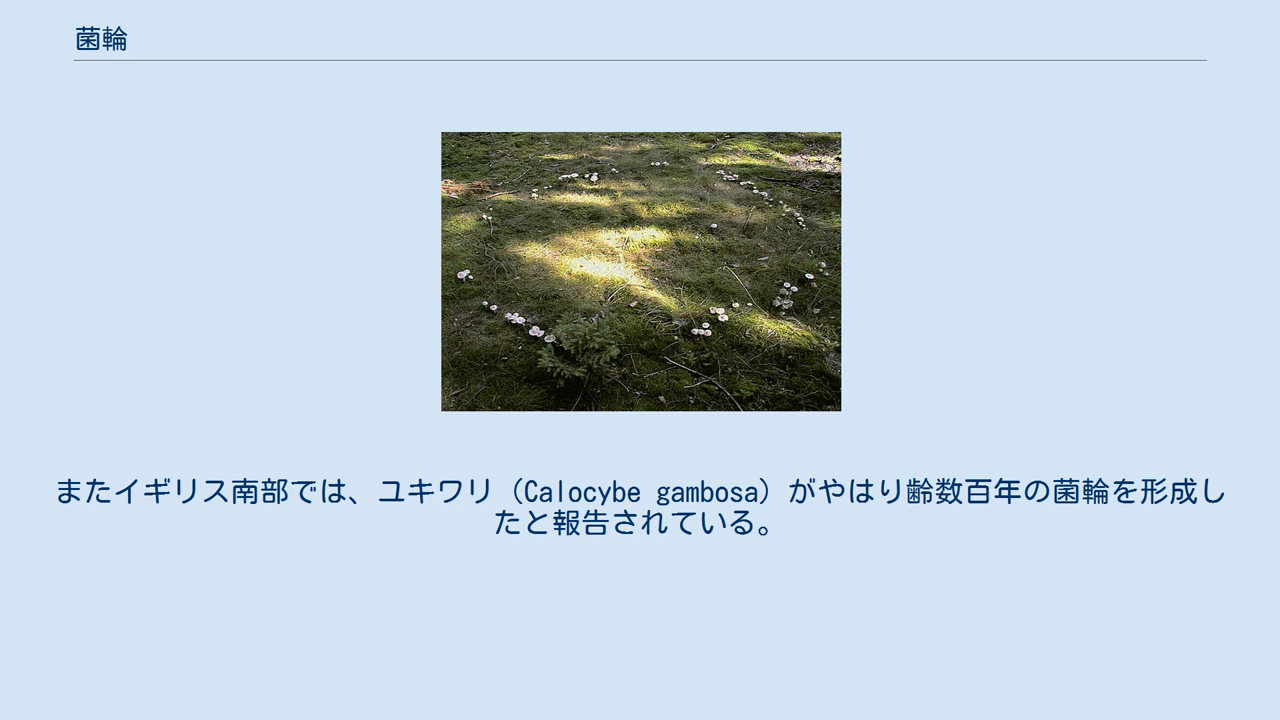 菌輪
またイギリス南部では、ユキワリ（Calocybe gambosa）がやはり齢数百年の菌輪を形成し
たと報告されている。